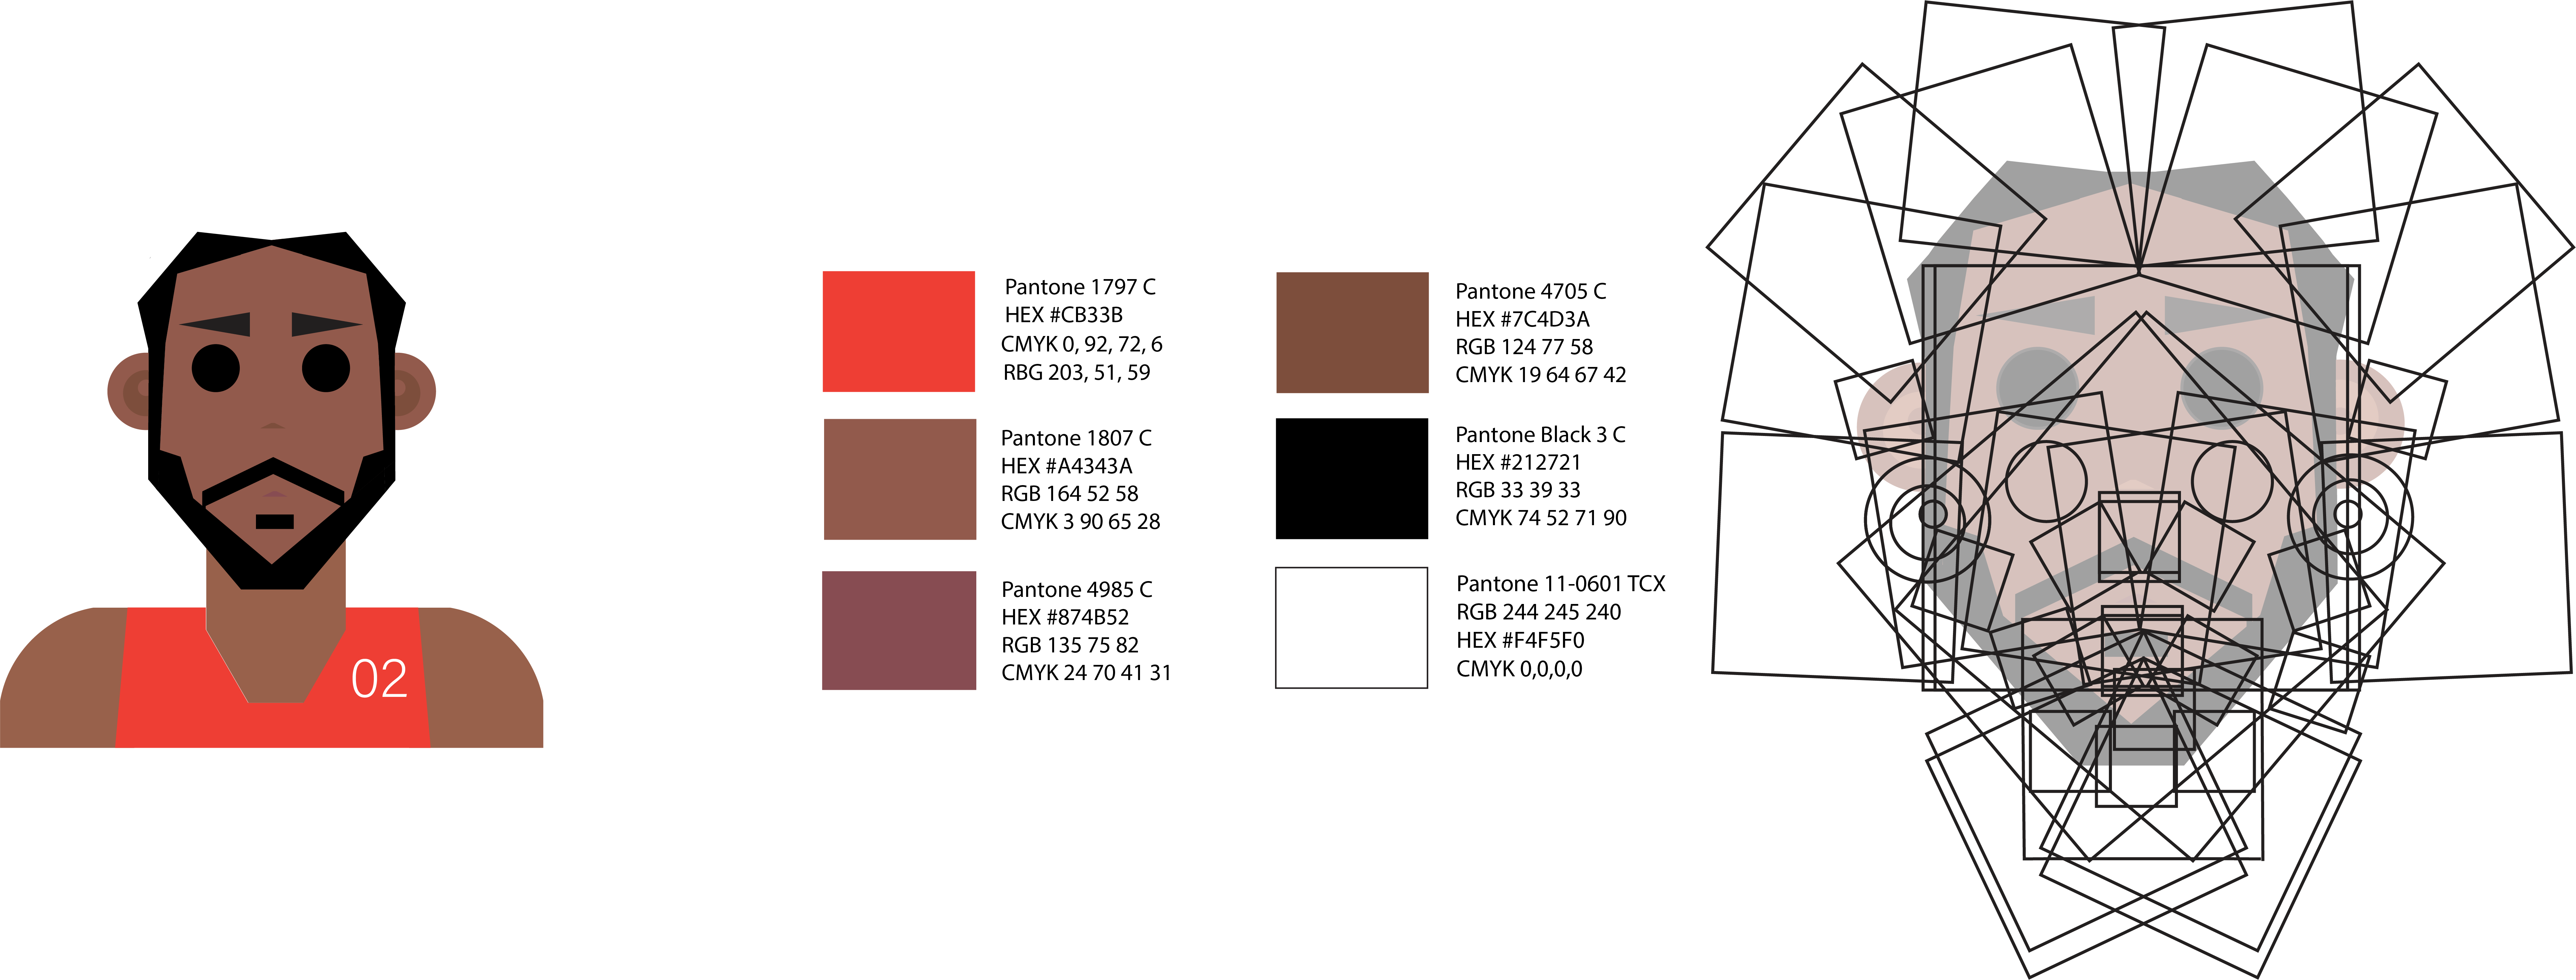 02
Pantone 1797 C
HEX #CB33B
CMYK 0, 92, 72, 6
RBG 203, 51, 59
Pantone 1807 C
HEX #A4343A
RGB 164 52 58
CMYK 3 90 65 28
Pantone 4985 C
HEX #874B52
RGB 135 75 82
CMYK 24 70 41 31
Pantone 4705 C
HEX #7C4D3A
RGB 124 77 58
CMYK 19 64 67 42
Pantone Black 3 C
HEX #212721
RGB 33 39 33
CMYK 74 52 71 90
Pantone 11-0601 TCX
RGB 244 245 240
HEX #F4F5F0
CMYK 0,0,0,0